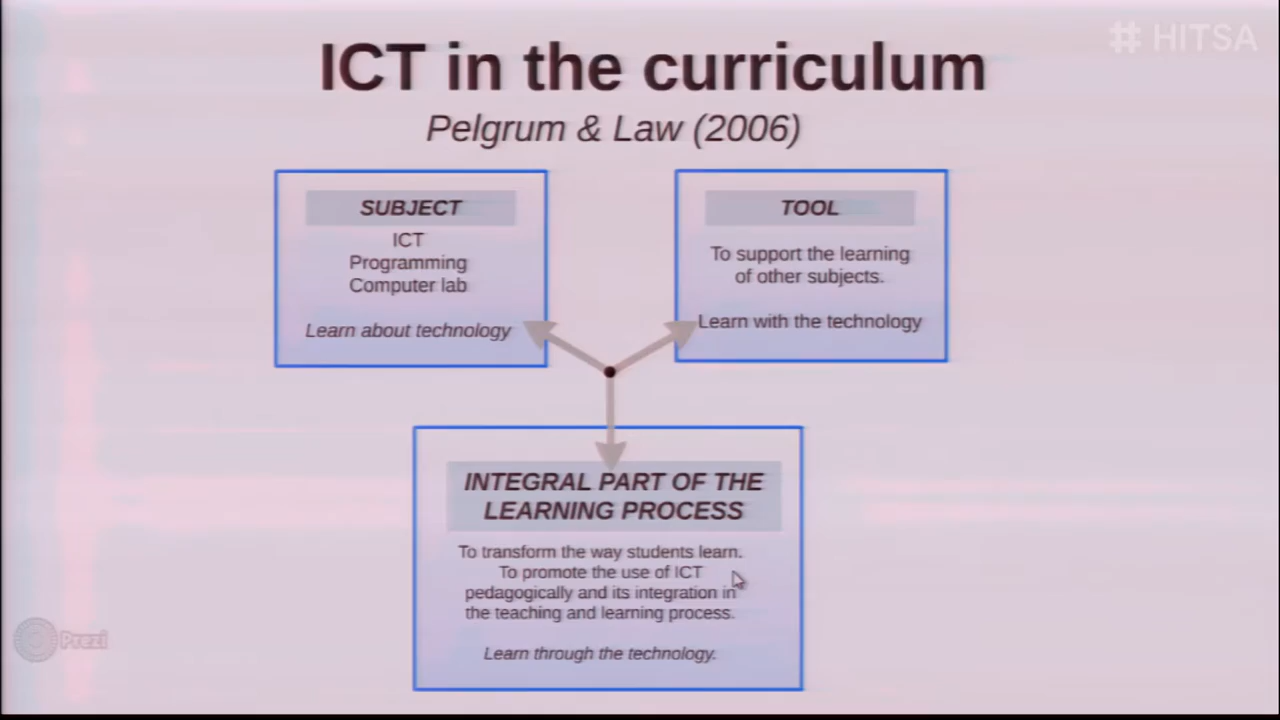 # HITSA
ICT in the curriculum
Pelgrum & Law (2006)
SUBJECT
ICT
Programming
Computer lab
Learn about technology
TOOL
To support the learning
of other subjects.
Learn with the technology
INTEGRAL PART OF THE
LEARNING PROCESS
To transform the way students learn.
To promote the use of ICT
pedagogically and its integration in
the teaching and learning process.
Learn through the technology.
Prezi